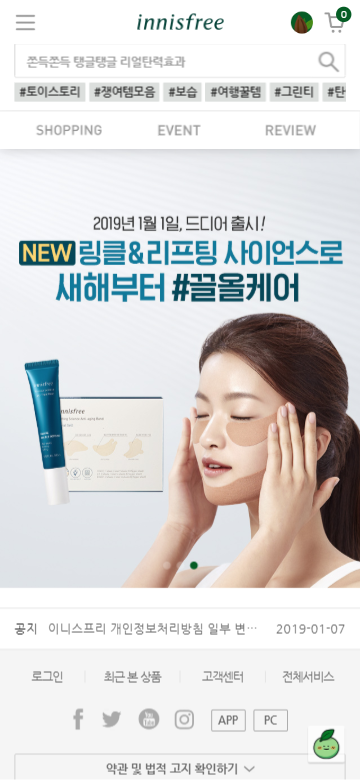 innisfree
0
쫀득쫀득 탱글탱글 리얼탄력효과
#토이스토리 #쟁여템모음 #보습 #여행꿀템 #그린티 #탄
SHOPPING EVENT REVIEW
2019년 1월 1일, 드디어 출시!
NEW 링클&리프팅 사이언스로
새해부터 #끌올케어
innisfree
innisfree
공지 이니스프리 개인정보처리방침 일부 변… 2019-01-07
로그인 최근 본 상품 고객센터 전체서비스
You Tube
APP PC
약관 및 법적 고지 확인하기